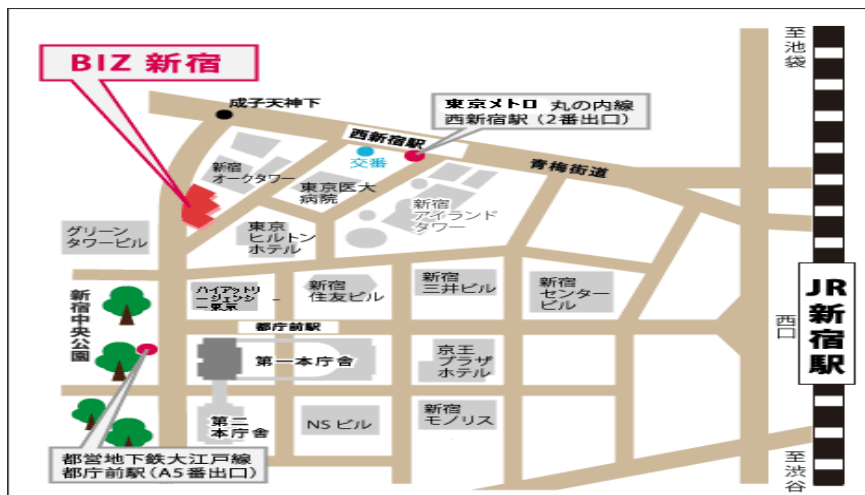 BIZ 新宿
至池袋
成子天神下
東京メトロ 丸の内線
西新宿駅（2番出口）
西新宿駅
交番
青梅街道
新宿
オークタワー
東京医大
病院
新宿
アイランド
タワー
グリーン
タワービル
東京
ヒルトン
ホテル
ハイアットリ
ージェンシ
ー東京
新宿
住友ビル
新宿
三井ビル
新宿
センター
ビル
JR新宿駅
西口
新宿中央公園
都庁前駅
第一本庁舎
京王
プラザ
ホテル
第二
本庁舎
NSビル
新宿
モノリス
都営地下鉄大江戸線
都庁前駅（A5番出口）
至渋谷